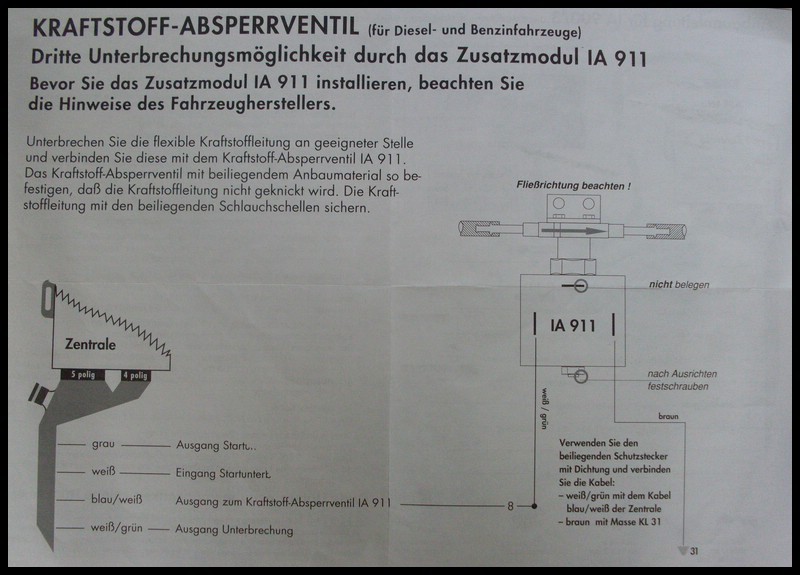 KRAFTSTOFF-ABSPERRVENTIL (für Diesel- und Benzinfahrzeuge)
Dritte Unterbrechungsmöglichkeit durch das Zusatzmodul IA 911
Bevor Sie das Zusatzmodul IA 911 installieren, beachten Sie
die Hinweise des Fahrzeugherstellers.
Unterbrechen Sie die flexible Kraftstoffleitung an geeigneter Stelle
und verbinden Sie diese mit dem Kraftstoff-Absperrventil IA 911.
Das Kraftstoff-Absperrventil mit beiliegendem Anbaumaterial so be-
festigen, daß die Kraftstoffleitung nicht geknickt wird. Die Kraft-
stoffleitung mit den beiliegenden Schlauchschellen sichern.
Fließrichtung beachten !
nicht belegen
IA 911
nach Ausrichten
festschrauben
weiß / grün
braun
Zentrale
5 polig
4 polig
grau Ausgang Startu..
weiß Eingang Startunterb.
blau/weiß Ausgang zum Kraftstoff-Absperrventil IA 911
8
weiß/grün Ausgang Unterbrechung
Verwenden Sie den
beiliegenden Schutzstecker
mit Dichtung und verbinden
Sie die Kabel:
– weiß/grün mit dem Kabel
blau/weiß der Zentrale
– braun mit Masse KL 31
31